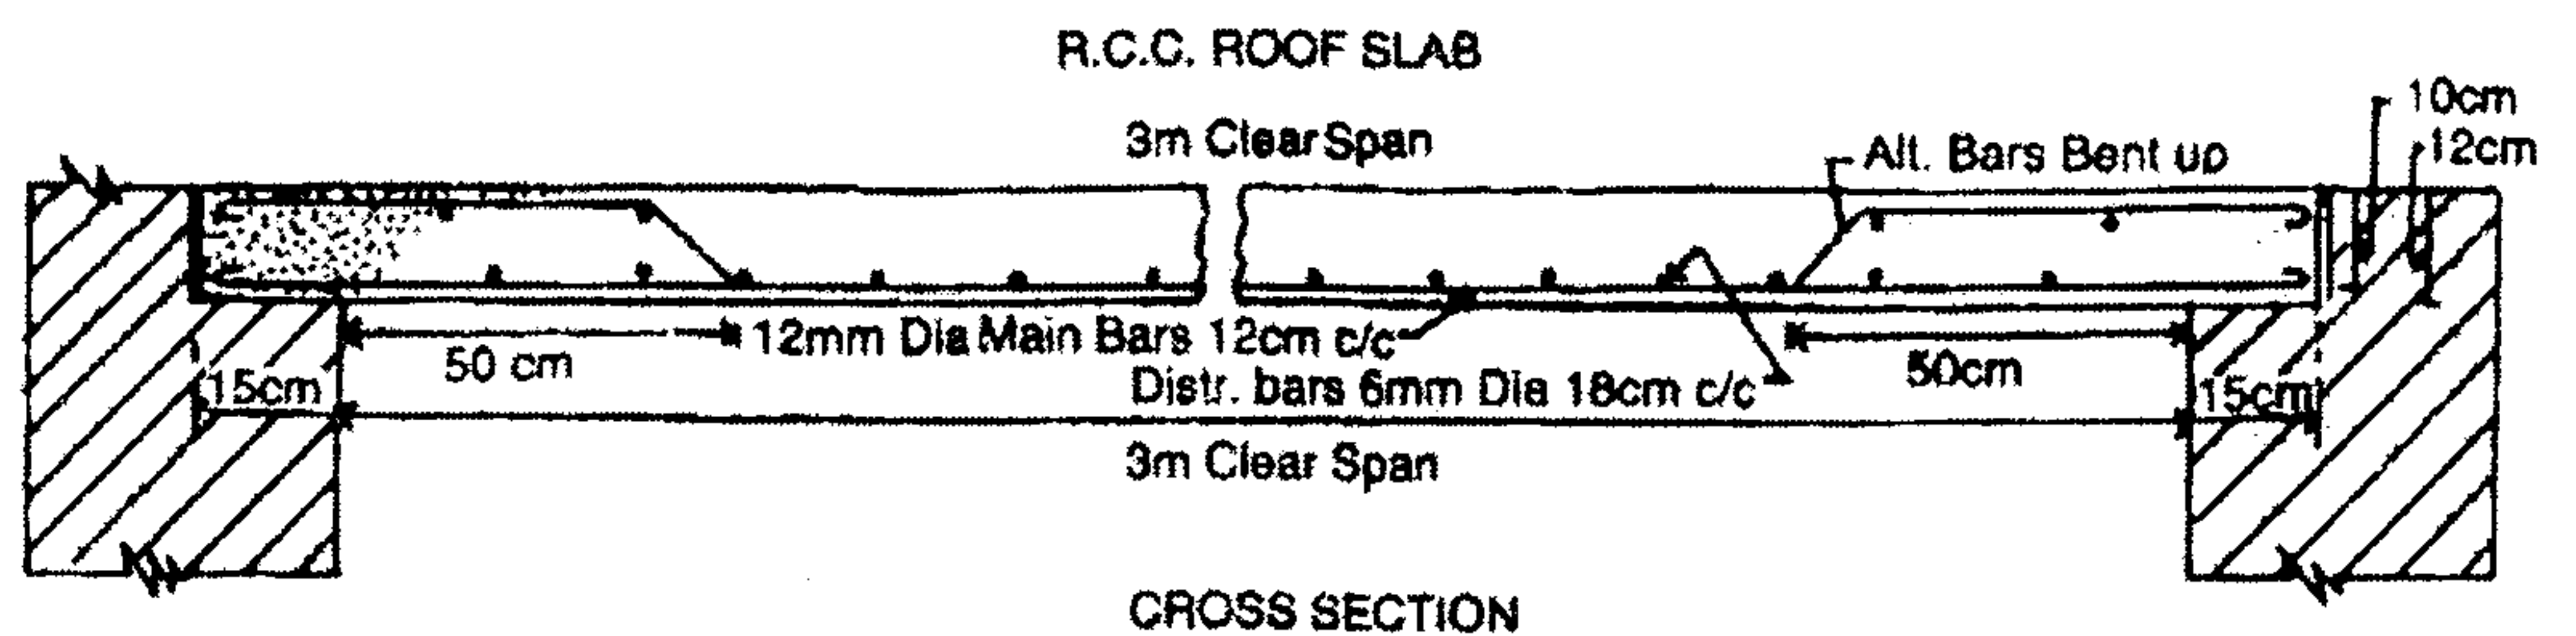 R.C.C. ROOF SLAB
3m Clear Span
10cm
12cm
Alt. Bars Bent up
12mm Dia Main Bars 12cm c/c
50 cm
50cm
Distr. bars 6mm Dia 18cm c/c
15cm
15cm
3m Clear Span
CROSS SECTION